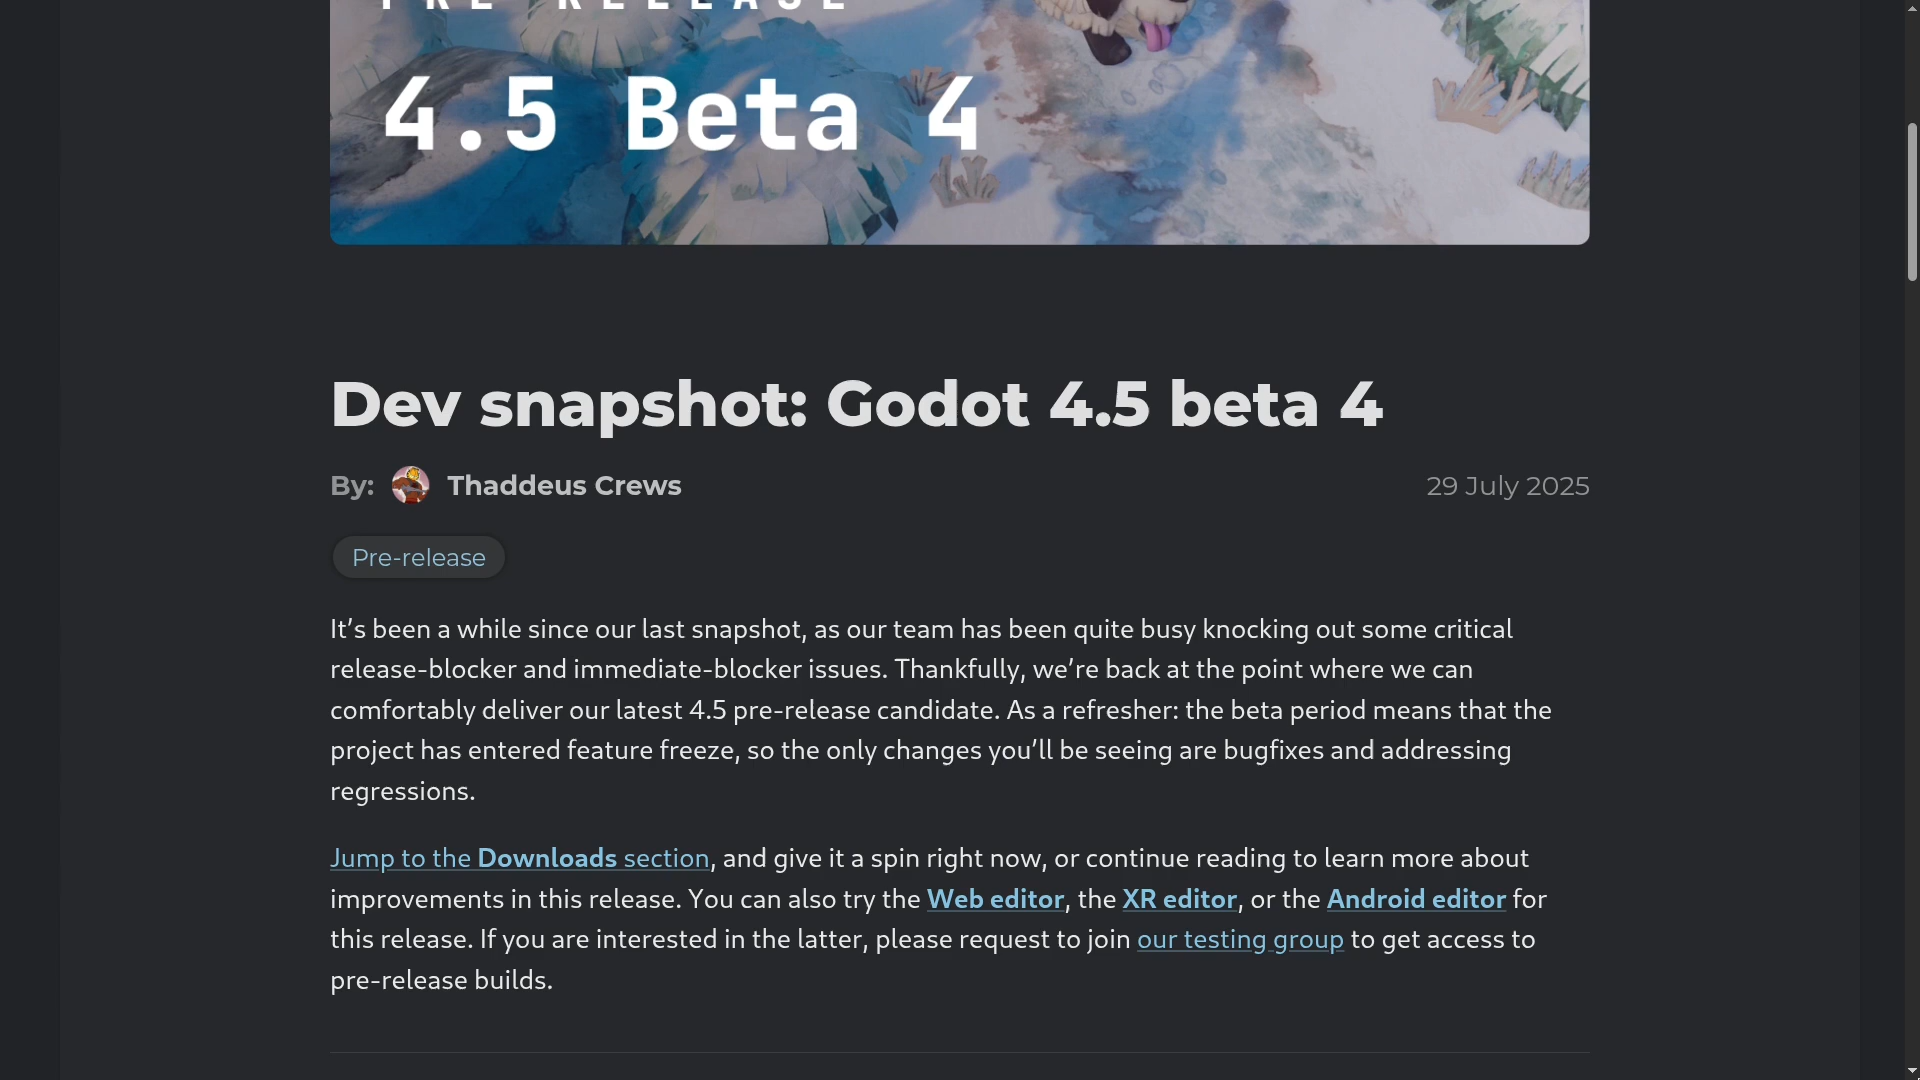 PRE-RELEASE
4.5 Beta 4
Dev snapshot: Godot 4.5 beta 4
By: Thaddeus Crews
29 July 2025
Pre-release
It’s been a while since our last snapshot, as our team has been quite busy knocking out some critical
release-blocker and immediate-blocker issues. Thankfully, we’re back at the point where we can
comfortably deliver our latest 4.5 pre-release candidate. As a refresher: the beta period means that the
project has entered feature freeze, so the only changes you’ll be seeing are bugfixes and addressing
regressions.
Jump to the Downloads section, and give it a spin right now, or continue reading to learn more about
improvements in this release. You can also try the Web editor, the XR editor, or the Android editor for
this release. If you are interested in the latter, please request to join our testing group to get access to
pre-release builds.